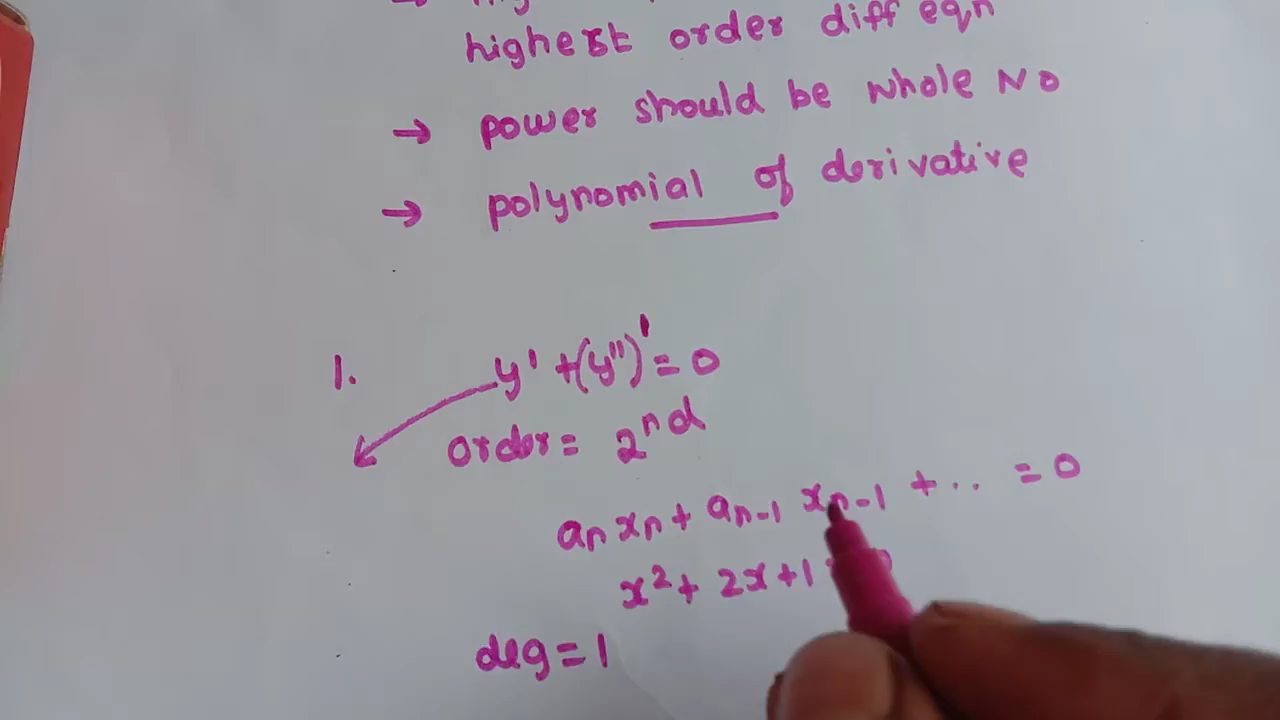 highest order diff eqn
→ power should be whole No
→ polynomial of derivative
1. y' + (y'')' = 0
order = 2nd
an xn + an-1 xn-1 + .. = 0
x² + 2x + 1
deg = 1